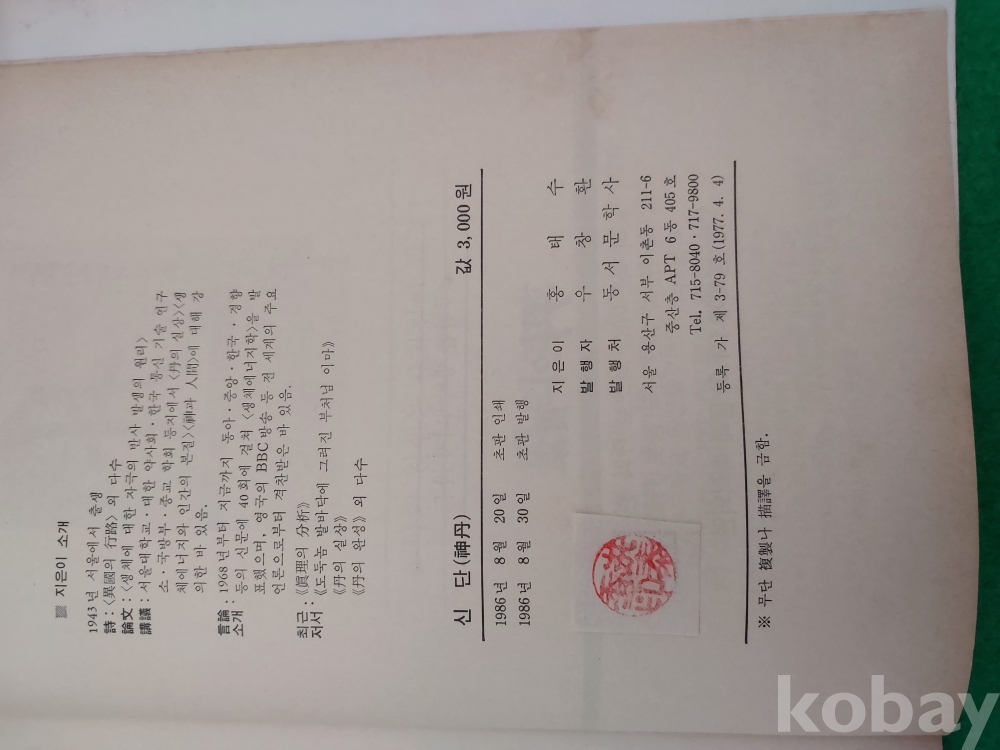 ▒ 지은이 소개
1943년 서울에서 출생
詩 : 〈異國의 行路〉외 다수
論文 : 〈생체에 대한 자극의 반사 발생의 원리〉
講議 : 서울대학교·대한 약사회·한국 통신 기술 연구
소·국방부·종교 학회 등지에서 〈丹의 실상〉〈생
체에너지와 인간의 본질〉〈神과 人間〉에 대해 강
의한 바 있음.
言論 : 1968년부터 지금까지 동아·중앙·한국·경향
소개 등의 신문에 40회에 걸쳐 〈생체에너지학〉을 발
표했으며, 영국의 BBC방송 등 전 세계의 주요
언론으로부터 격찬받은 바 있음.
최근 : 《眞理의 分析》
저서 : 《도둑놈 발바닥에 그려진 부처님 이마》
《丹의 실상》
《丹의 완성》외 다수
신 단(神丹) 값 3,000원
1986년 8월 20일 초판 인쇄
1986년 8월 30일 초판 발행
지은이 홍 태 수
발행자 우 창 환
발행처 동서문학사
서울 용산구 서부 이촌동 211-6
중산층 APT 6동 405호
Tel. 715-8040·717-9800
등록 가 제 3-79 호(1977. 4. 4)
※ 무단 複製나 描譯을 금함.
kobay